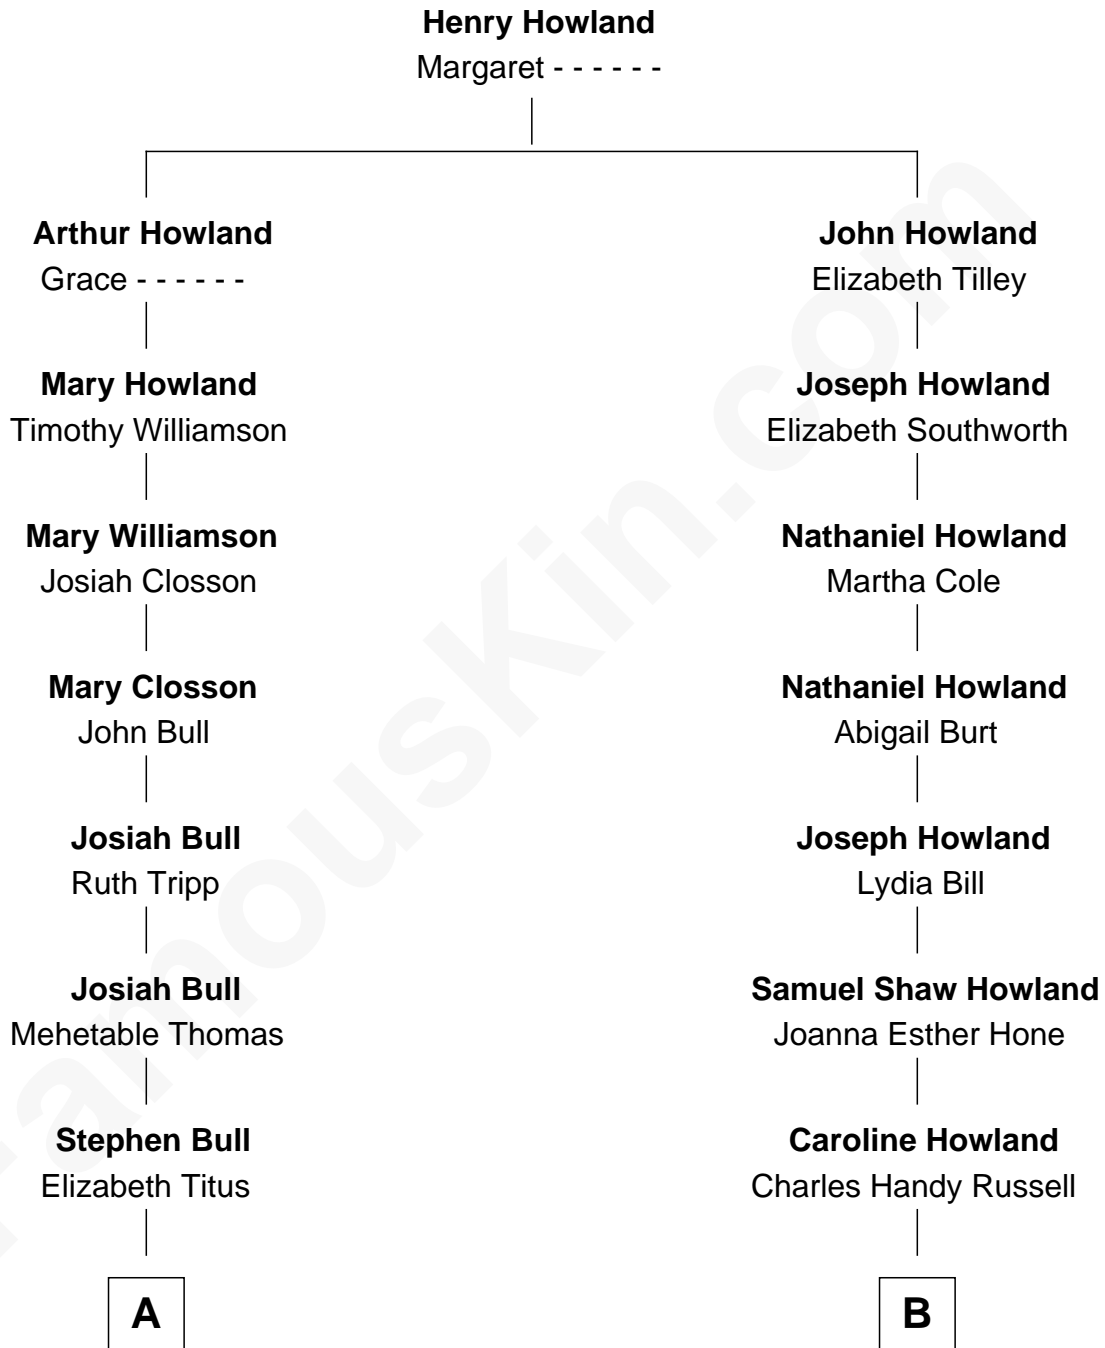 Henry Howland
Margaret - - - - - -
Arthur Howland
Grace - - - - - -
Mary Howland
Timothy Williamson
Mary Williamson
Josiah Closson
Mary Closson
John Bull
Josiah Bull
Ruth Tripp
Josiah Bull
Mehetable Thomas
Stephen Bull
Elizabeth Titus
A
John Howland
Elizabeth Tilley
Joseph Howland
Elizabeth Southworth
Nathaniel Howland
Martha Cole
Nathaniel Howland
Abigail Burt
Joseph Howland
Lydia Bill
Samuel Shaw Howland
Joanna Esther Hone
Caroline Howland
Charles Handy Russell
B
FamousKin.com